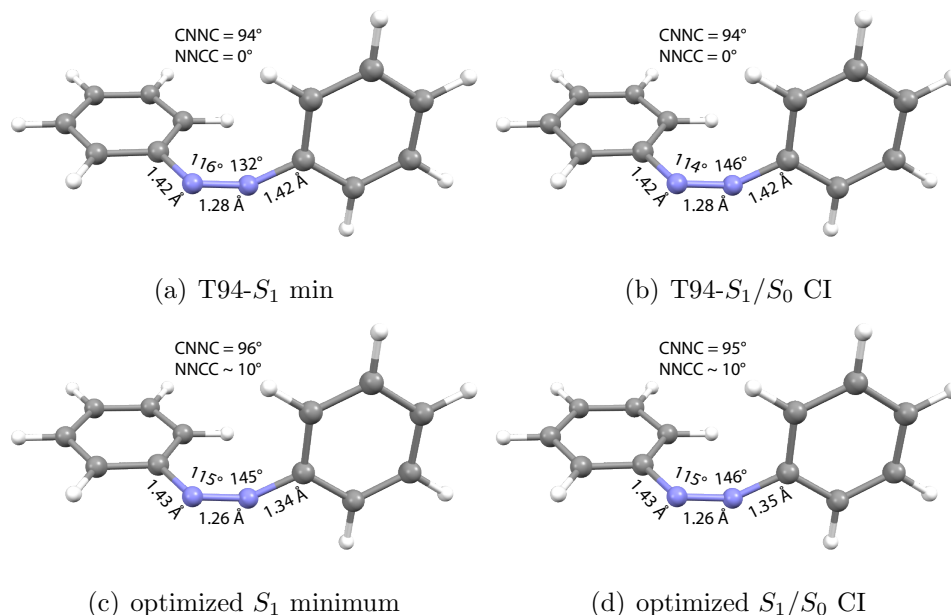 CNNC = 94°
NNCC = 0°
116° 132°
1.42 Å 1.28 Å 1.42 Å
(a) T94-S₁ min
CNNC = 94°
NNCC = 0°
114° 146°
1.42 Å 1.28 Å 1.42 Å
(b) T94-S₁/S₀ CI
CNNC = 96°
NNCC ~ 10°
115° 145°
1.43 Å 1.26 Å 1.34 Å
(c) optimized S₁ minimum
CNNC = 95°
NNCC ~ 10°
115° 146°
1.43 Å 1.26 Å 1.35 Å
(d) optimized S₁/S₀ CI